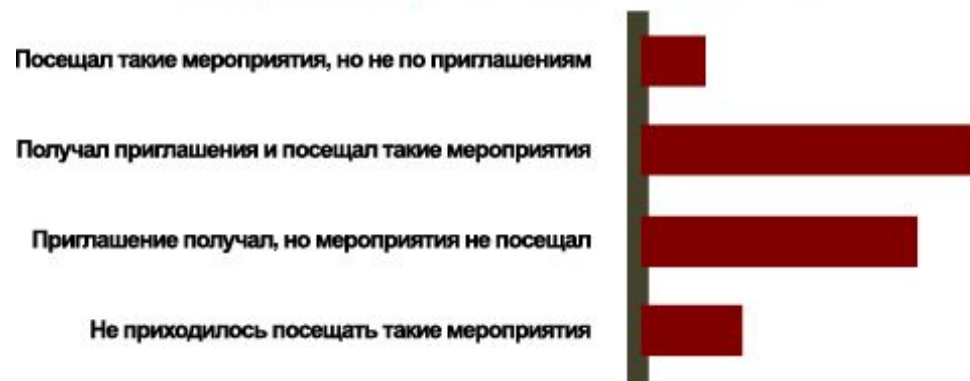 Посещал такие мероприятия, но не по приглашениям
Получал приглашения и посещал такие мероприятия
Приглашение получал, но мероприятия не посещал
Не приходилось посещать такие мероприятия